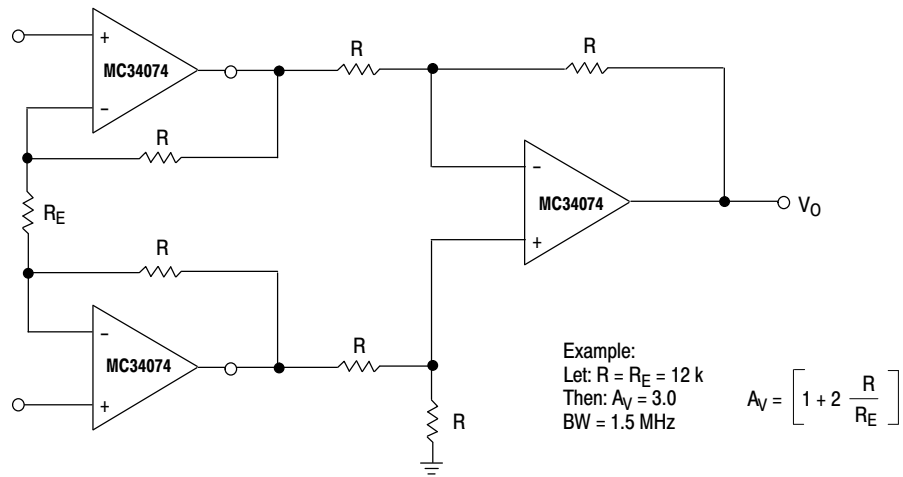 R
R
+
MC34074
−
R
−
MC34074
+
V_O
R_E
R
−
MC34074
+
R
R
Example:
Let: R = R_E = 12 k
Then: A_V = 3.0
BW = 1.5 MHz
A_V = [1 + 2 R/R_E]